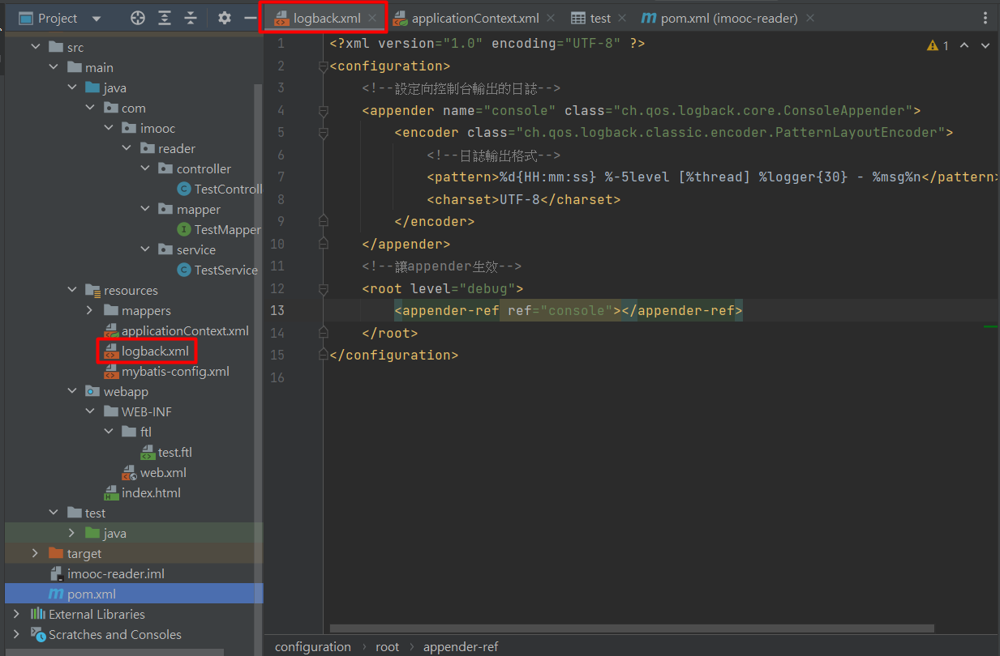 Project
logback.xml
applicationContext.xml
test
pom.xml (imooc-reader)
src
main
java
com
imooc
reader
controller
TestControll
mapper
TestMapper
service
TestService
resources
mappers
applicationContext.xml
logback.xml
mybatis-config.xml
webapp
WEB-INF
ftl
test.ftl
web.xml
index.html
test
java
target
imooc-reader.iml
pom.xml
External Libraries
Scratches and Consoles
1 <?xml version="1.0" encoding="UTF-8" ?>
1
2 <configuration>
3 <!--設定向控制台輸出的日誌-->
4 <appender name="console" class="ch.qos.logback.core.ConsoleAppender">
5 <encoder class="ch.qos.logback.classic.encoder.PatternLayoutEncoder">
6 <!--日誌輸出格式-->
7 <pattern>%d{HH:mm:ss} %-5level [%thread] %logger{30} - %msg%n</pattern>
8 <charset>UTF-8</charset>
9 </encoder>
10 </appender>
11 <!--讓appender生效-->
12 <root level="debug">
13 <appender-ref ref="console"></appender-ref>
14 </root>
15 </configuration>
16
configuration › root › appender-ref